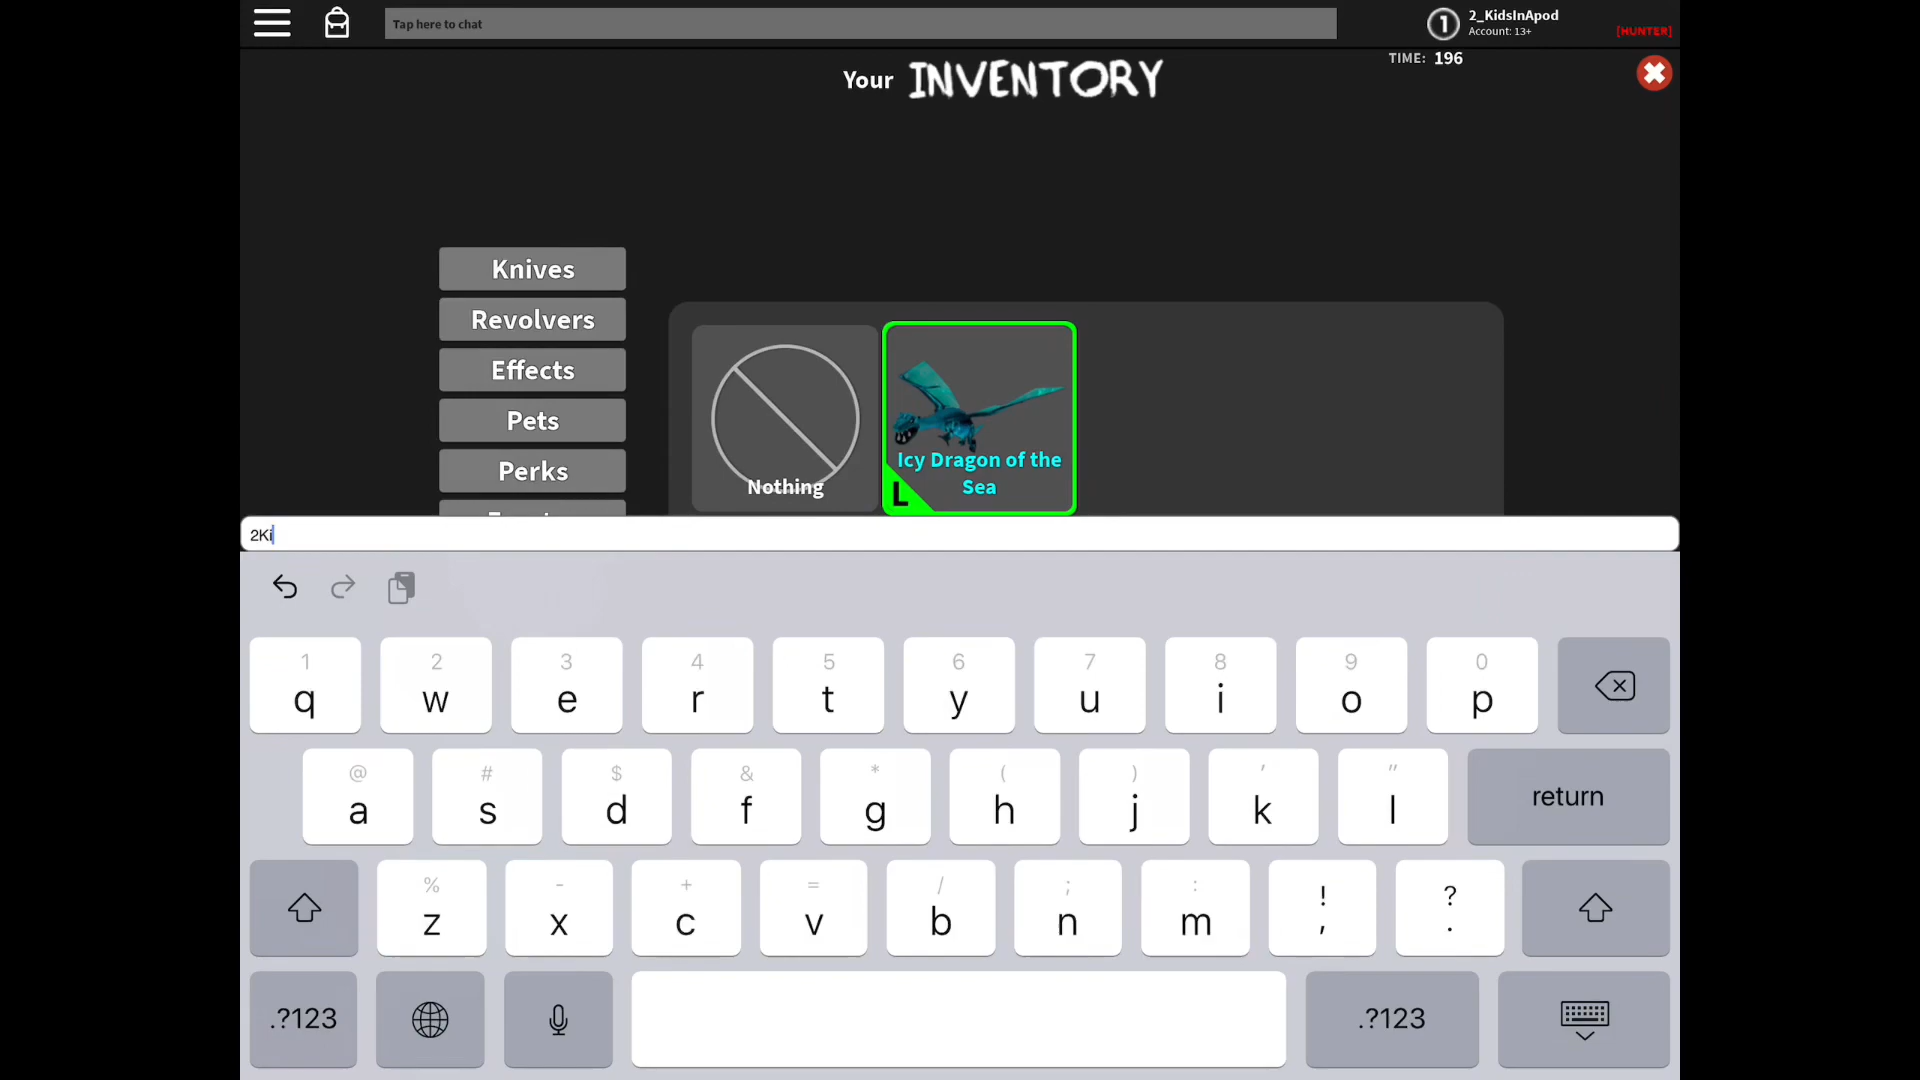 Tap here to chat
1
2_KidsInApod
Account: 13+
[HUNTER]
TIME: 196
Your INVENTORY
Knives
Revolvers
Effects
Pets
Perks
Nothing
Icy Dragon of the
Sea
L
2Ki
1 2 3 4 5 6 7 8 9 0
q w e r t y u i o p
@ # $ & * ( ) ' "
a s d f g h j k l return
% - + = / ; : ! ?
z x c v b n m , .
.?123 .?123